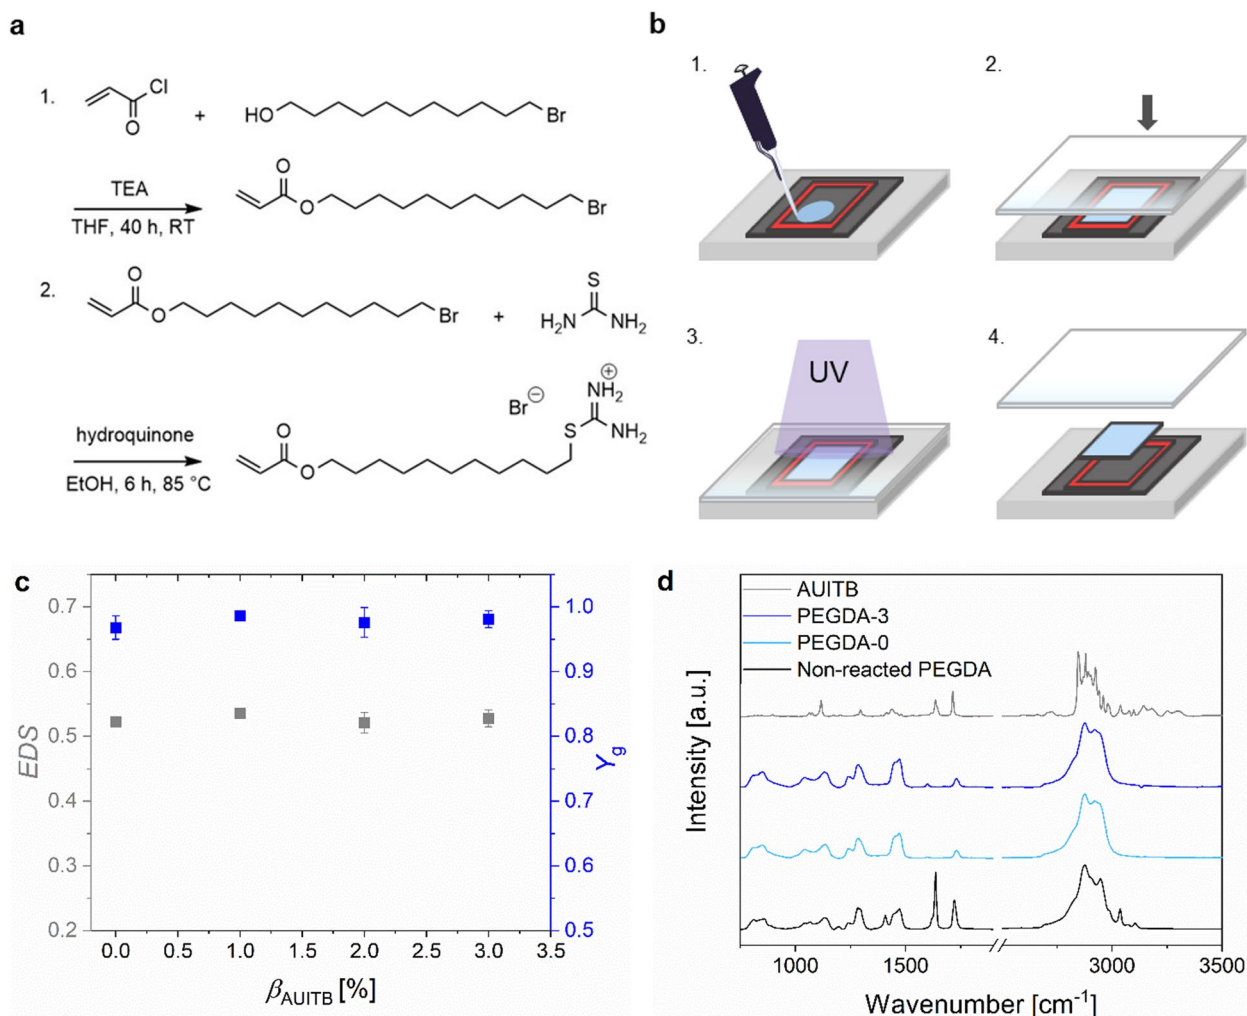 a
1.
Cl
O
+
HO
Br
TEA
THF, 40 h, RT
O
O
Br
2.
O
O
Br
+
S
H₂N
NH₂
hydroquinone
EtOH, 6 h, 85 °C
O
O
Br⊖
⊕
NH₂
S
NH₂
b
1.
2.
3.
UV
4.
c
EDS
0.7
0.6
0.5
0.4
0.3
0.2
1.0
0.9
0.8
0.7
0.6
0.5
Yg
0.0 0.5 1.0 1.5 2.0 2.5 3.0 3.5
βAUITB [%]
d
AUITB
PEGDA-3
PEGDA-0
Non-reacted PEGDA
Intensity [a.u.]
1000 1500 3000 3500
Wavenumber [cm⁻¹]